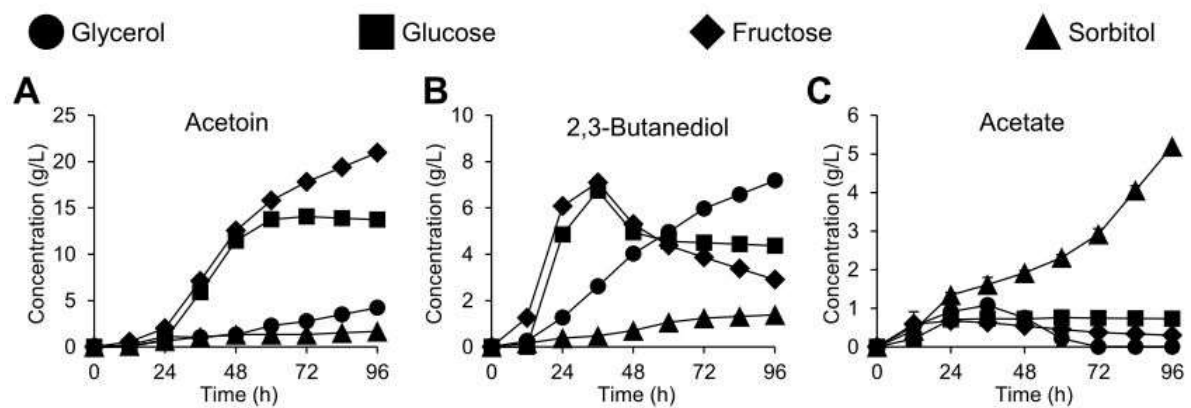 Glycerol Glucose Fructose Sorbitol
A
Acetoin
Concentration (g/L)
25
20
15
10
5
0
0 24 48 72 96
Time (h)
B
2,3-Butanediol
Concentration (g/L)
10
8
6
4
2
0
0 24 48 72 96
Time (h)
C
Acetate
Concentration (g/L)
6
5
4
3
2
1
0
0 24 48 72 96
Time (h)